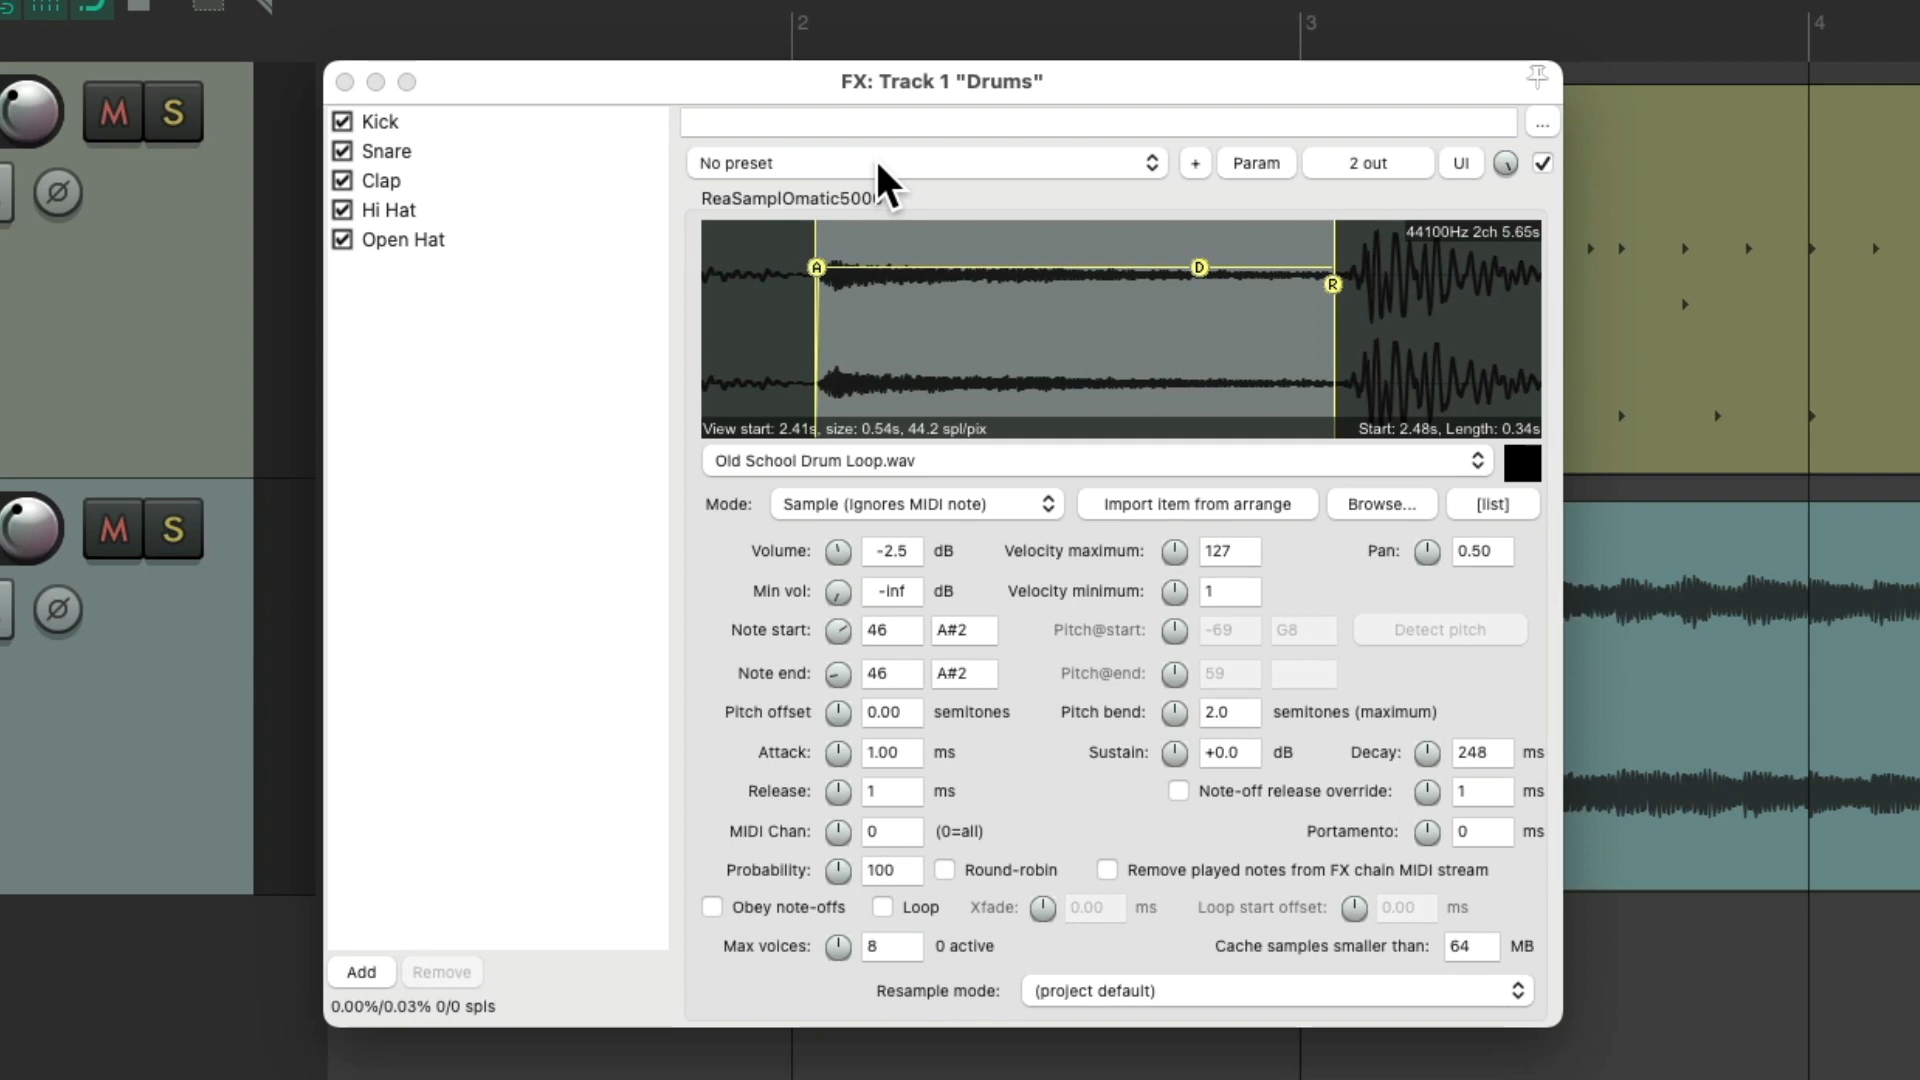 2 3 4
M S
M S
FX: Track 1 "Drums"
Kick
Snare
Clap
Hi Hat
Open Hat
Add Remove
0.00%/0.03% 0/0 spls
...
No preset + Param 2 out UI
ReaSamplOmatic500
44100Hz 2ch 5.65s
A D R
View start: 2.41s, size: 0.54s, 44.2 spl/pix Start: 2.48s, Length: 0.34s
Old School Drum Loop.wav
Mode: Sample (Ignores MIDI note) Import item from arrange Browse... [list]
Volume: -2.5 dB Velocity maximum: 127 Pan: 0.50
Min vol: -inf dB Velocity minimum: 1
Note start: 46 A#2 Pitch@start: -69 G8 Detect pitch
Note end: 46 A#2 Pitch@end: 59
Pitch offset 0.00 semitones Pitch bend: 2.0 semitones (maximum)
Attack: 1.00 ms Sustain: +0.0 dB Decay: 248 ms
Release: 1 ms Note-off release override: 1 ms
MIDI Chan: 0 (0=all) Portamento: 0 ms
Probability: 100 Round-robin Remove played notes from FX chain MIDI stream
Obey note-offs Loop Xfade: 0.00 ms Loop start offset: 0.00 ms
Max voices: 8 0 active Cache samples smaller than: 64 MB
Resample mode: (project default)